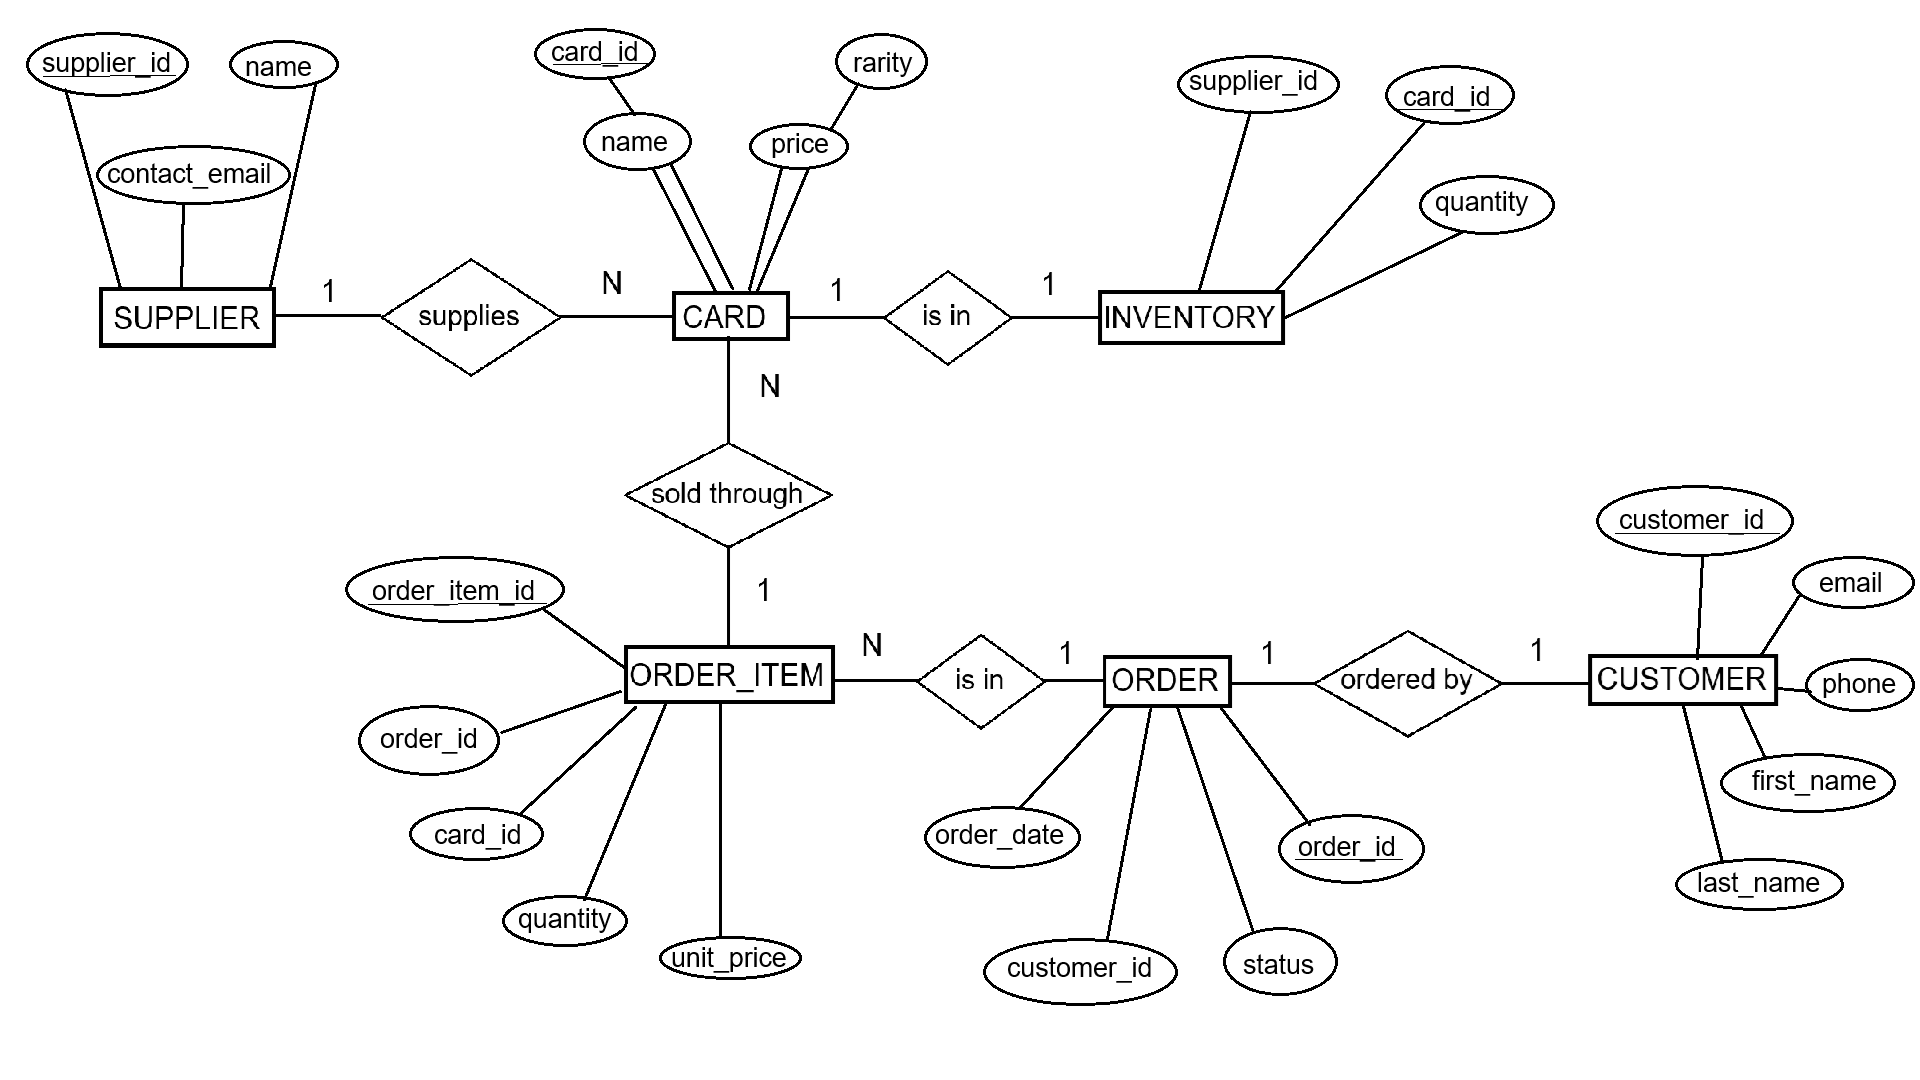 supplier_id
name
contact_email
SUPPLIER
1
supplies
N
card_id
rarity
name
price
CARD
1
is in
1
supplier_id
card_id
quantity
INVENTORY
N
sold through
1
order_item_id
ORDER_ITEM
order_id
card_id
quantity
unit_price
N
is in
1
ORDER
order_date
customer_id
status
order_id
1
ordered by
1
CUSTOMER
customer_id
email
phone
first_name
last_name